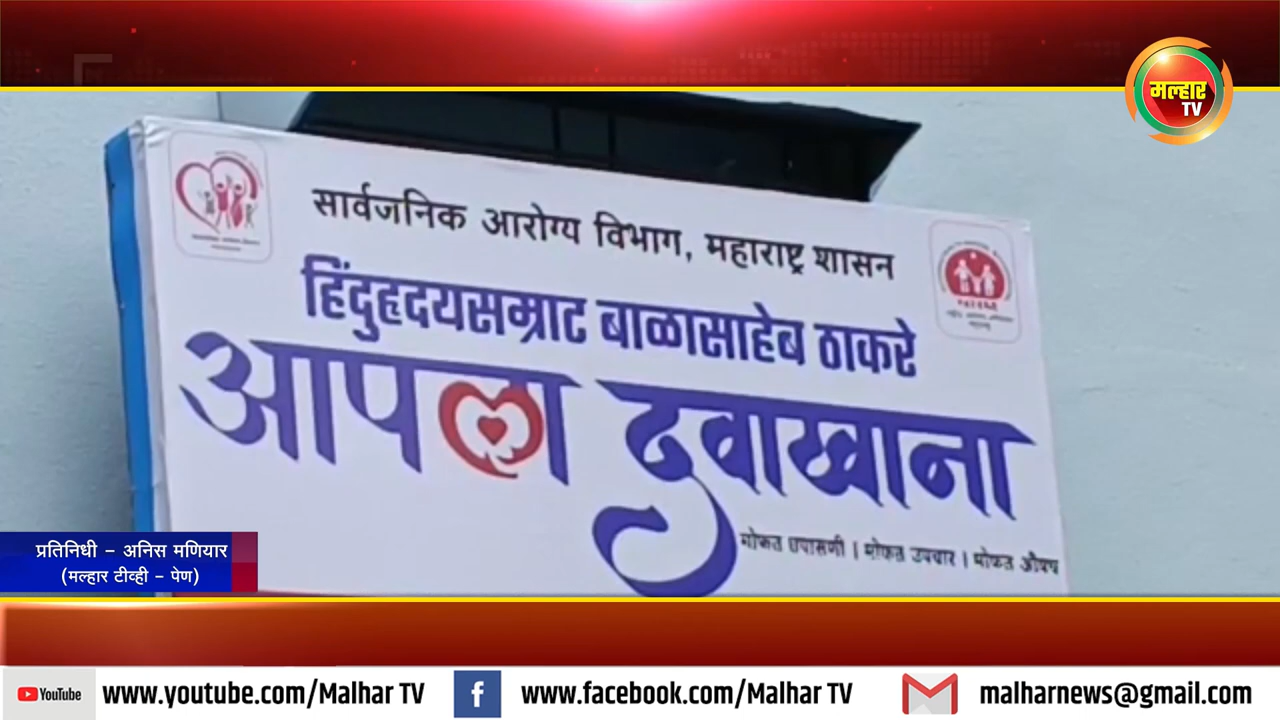 मल्हार
TV
सार्वजनिक आरोग्य विभाग, महाराष्ट्र शासन
हिंदुहृदयसम्राट बाळासाहेब ठाकरे
आपला दवाखाना
मोफत तपासणी | मोफत उपचार | मोफत औषध
प्रतिनिधी - अनिस मणियार
(मल्हार टीव्ही - पेण)
YouTube www.youtube.com/Malhar TV
f www.facebook.com/Malhar TV
malharnews@gmail.com